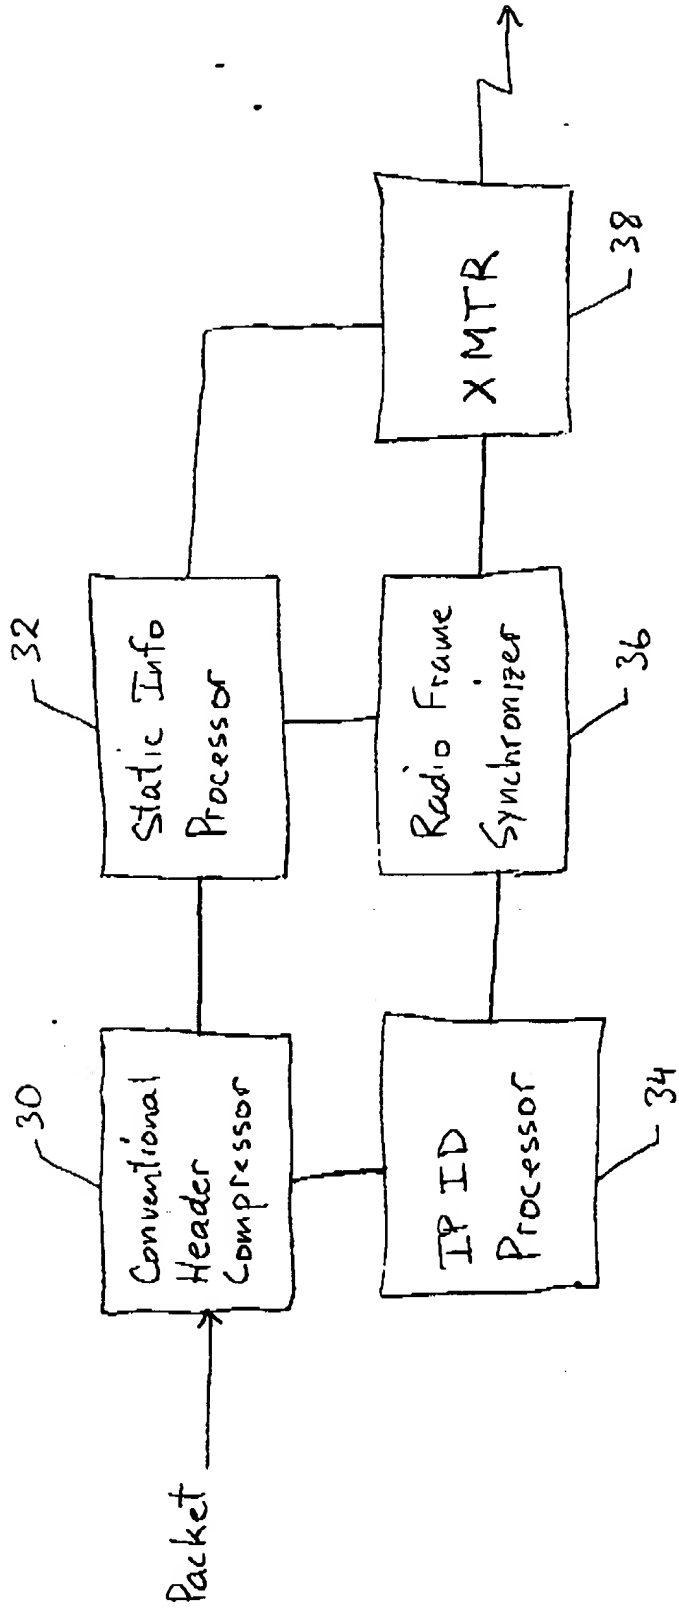 Packet
30
Conventional
Header
Compressor
32
Static Info
Processor
34
IP ID
Processor
36
Radio Frame
Synchronizer
38
XMTR